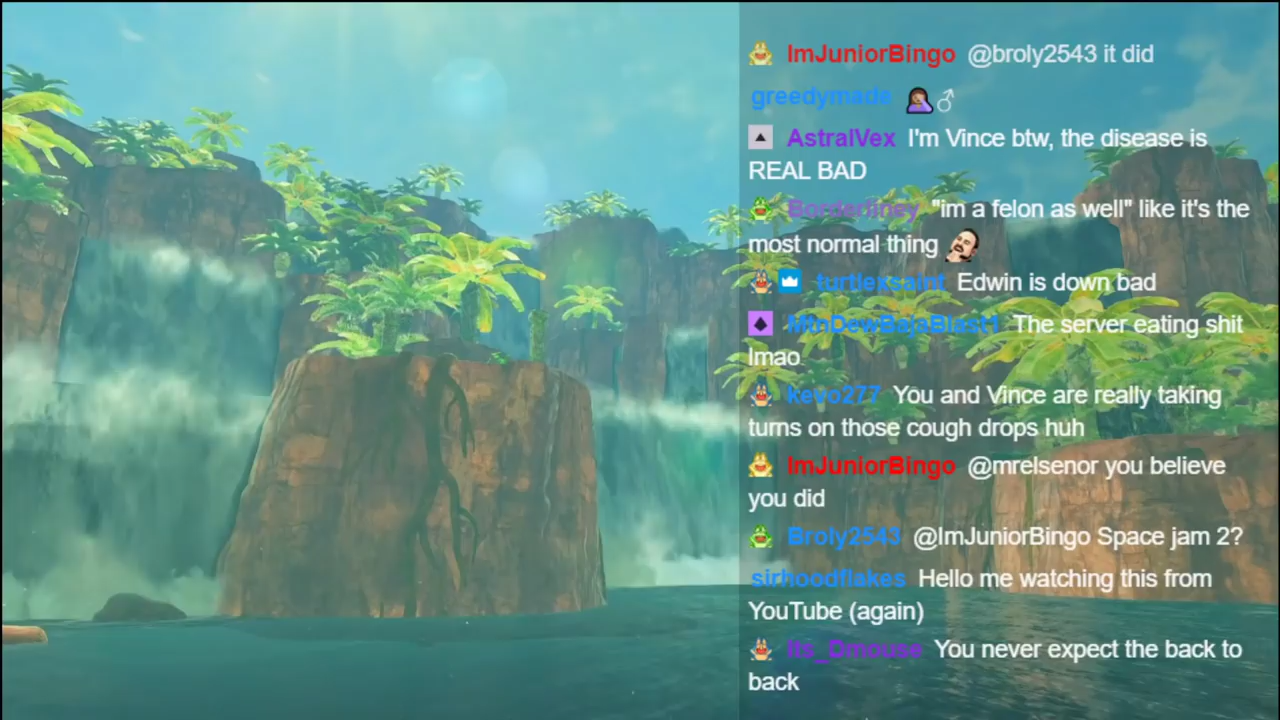 ImJuniorBingo @broly2543 it did
greedymade
AstralVex I'm Vince btw, the disease is
REAL BAD
Borderliney "im a felon as well" like it's the
most normal thing
turtlexsaint Edwin is down bad
MtnDewBajaBlast1 The server eating shit
lmao
kevo277 You and Vince are really taking
turns on those cough drops huh
ImJuniorBingo @mrelsenor you believe
you did
Broly2543 @ImJuniorBingo Space jam 2?
sirhoodflakes Hello me watching this from
YouTube (again)
Its_Dmouse You never expect the back to
back